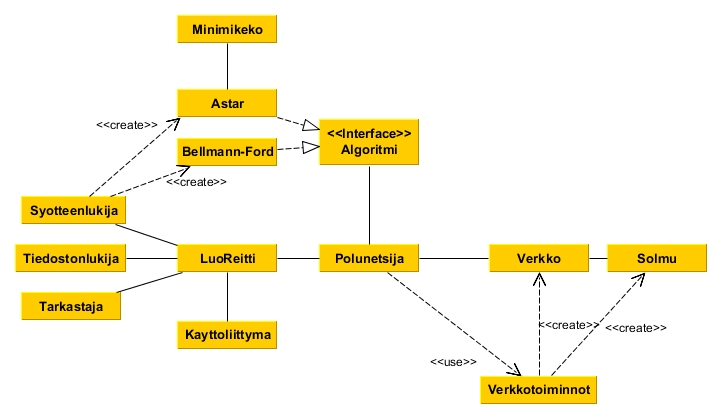 Minimikeko
Astar
<<create>>
<<Interface>>
Algoritmi
Bellmann-Ford
<<create>>
Syotteenlukija
Tiedostonlukija
LuoReitti
Polunetsija
Verkko
Solmu
Tarkastaja
Kayttoliittyma
<<create>>
<<create>>
<<use>>
Verkkotoiminnot